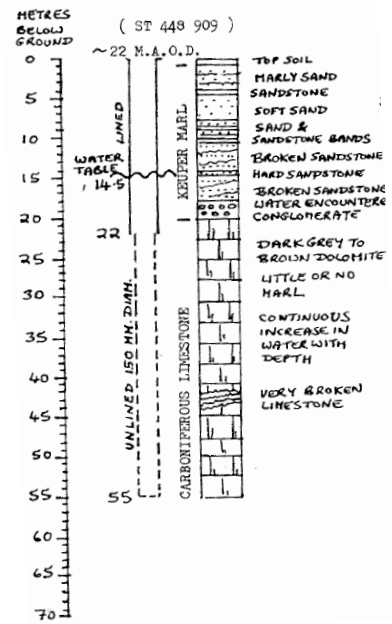 METRES
BELOW
GROUND
( ST 448 909 )
~22 M.A.O.D.
0
5
10
15
20
25
30
35
40
45
50
55
60
65
70
LINED
WATER
TABLE
14.5
22
UNLINED 150 MM. DIAM.
55
KEUPER MARL
CARBONIFEROUS LIMESTONE
TOP SOIL
MARLY SAND
SANDSTONE
SOFT SAND
SAND &
SANDSTONE BANDS
BROKEN SANDSTONE
HARD SANDSTONE
BROKEN SANDSTONE
WATER ENCOUNTERE
CONGLOMERATE
DARK GREY TO
BROWN DOLOMITE
LITTLE OR NO
MARL
CONTINUOUS
INCREASE IN
WATER WITH
DEPTH
VERY BROKEN
LIMESTONE